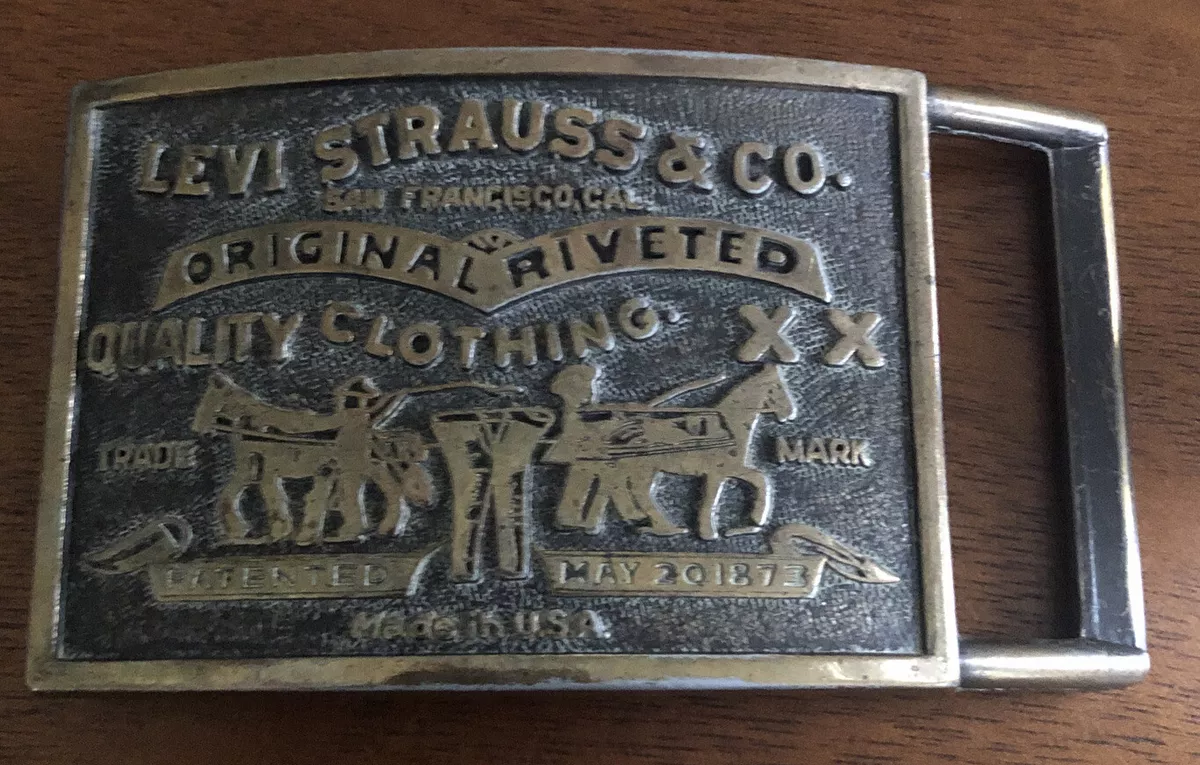 LEVI STRAUSS & CO.
SAN FRANCISCO, CAL.
ORIGINAL RIVETED
QUALITY CLOTHING. XX
TRADE MARK
PATENTED MAY 20 1873
Made in U.S.A.